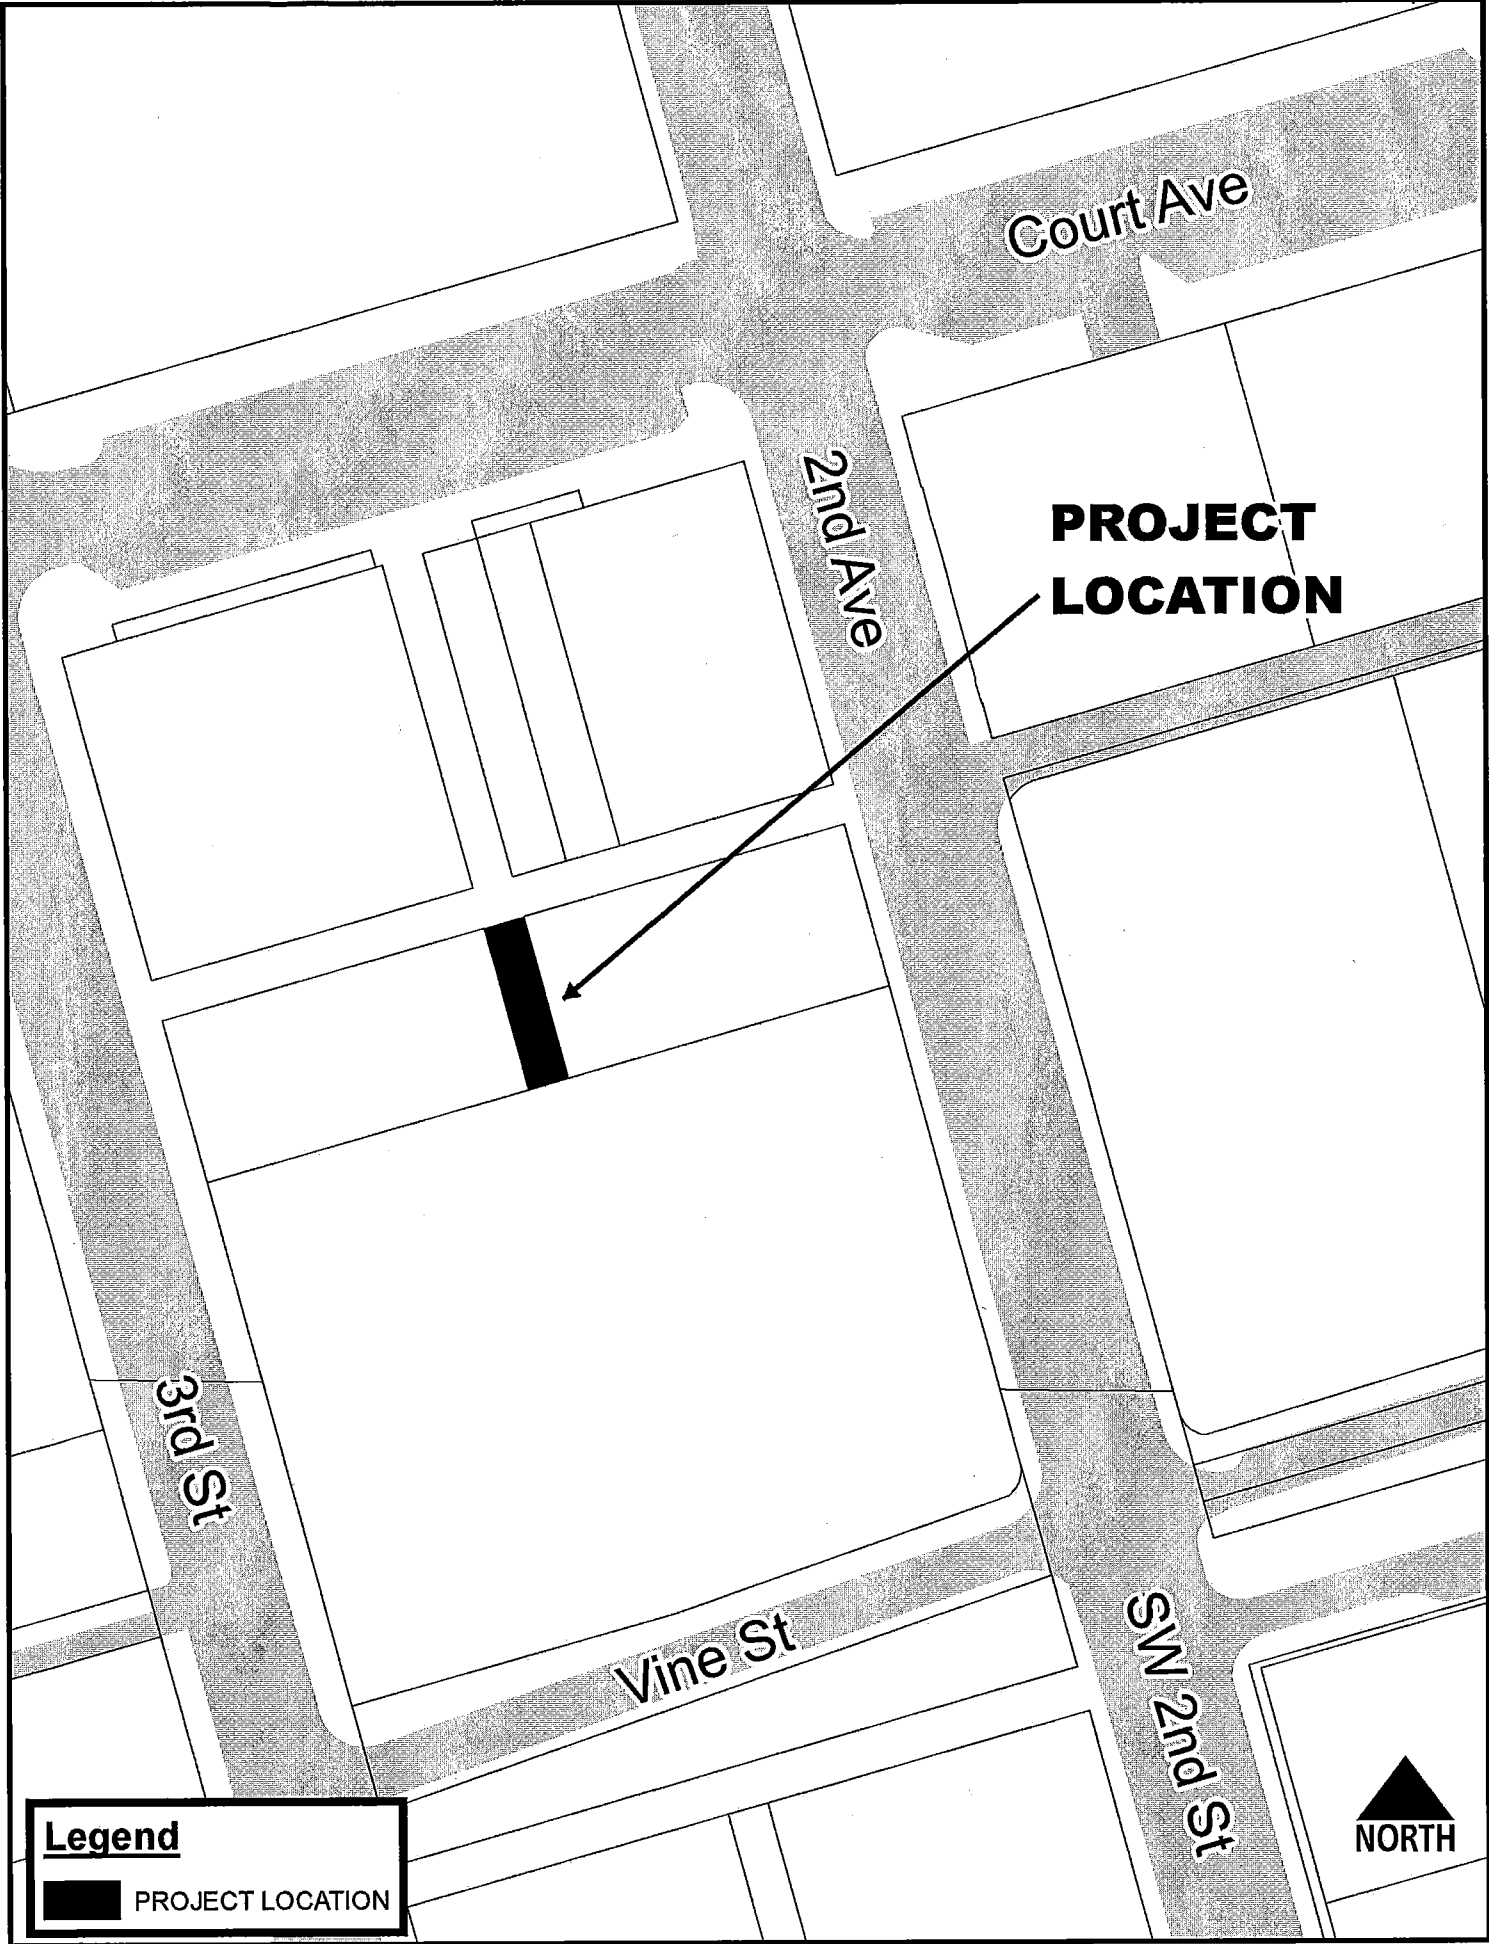 Court Ave
2nd Ave
PROJECT
LOCATION
3rd St
Vine St
SW 2nd St
NORTH
Legend
PROJECT LOCATION